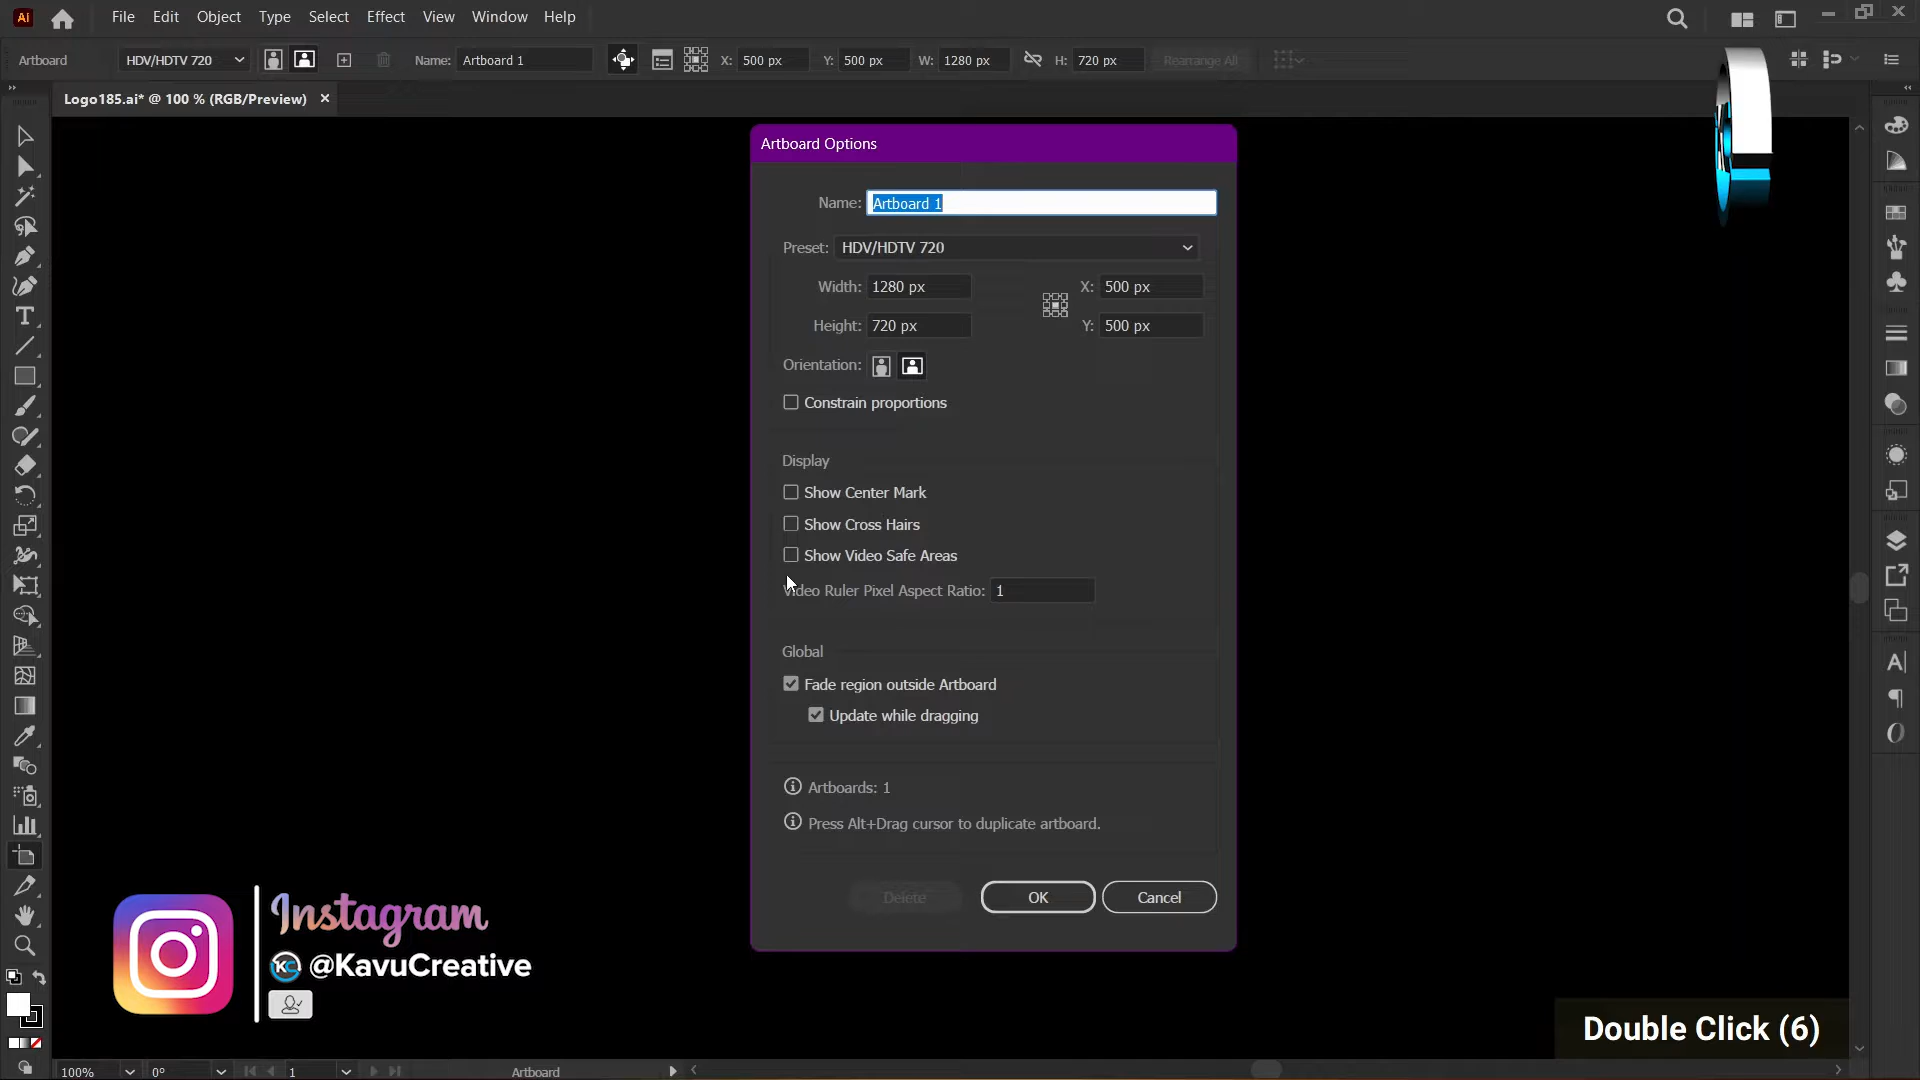 Ai File Edit Object Type Select Effect View Window Help
Artboard HDV/HDTV 720 Name: Artboard 1 X: 500 px Y: 500 px W: 1280 px H: 720 px Rearrange All
Logo185.ai* @ 100 % (RGB/Preview)
Artboard Options
Name: Artboard 1
Preset: HDV/HDTV 720
Width: 1280 px X: 500 px
Height: 720 px Y: 500 px
Orientation:
Constrain proportions
Display
Show Center Mark
Show Cross Hairs
Show Video Safe Areas
Video Ruler Pixel Aspect Ratio: 1
Global
Fade region outside Artboard
Update while dragging
Artboards: 1
Press Alt+Drag cursor to duplicate artboard.
Delete OK Cancel
Instagram
KC @KavuCreative
Double Click (6)
100% 0° 1 Artboard